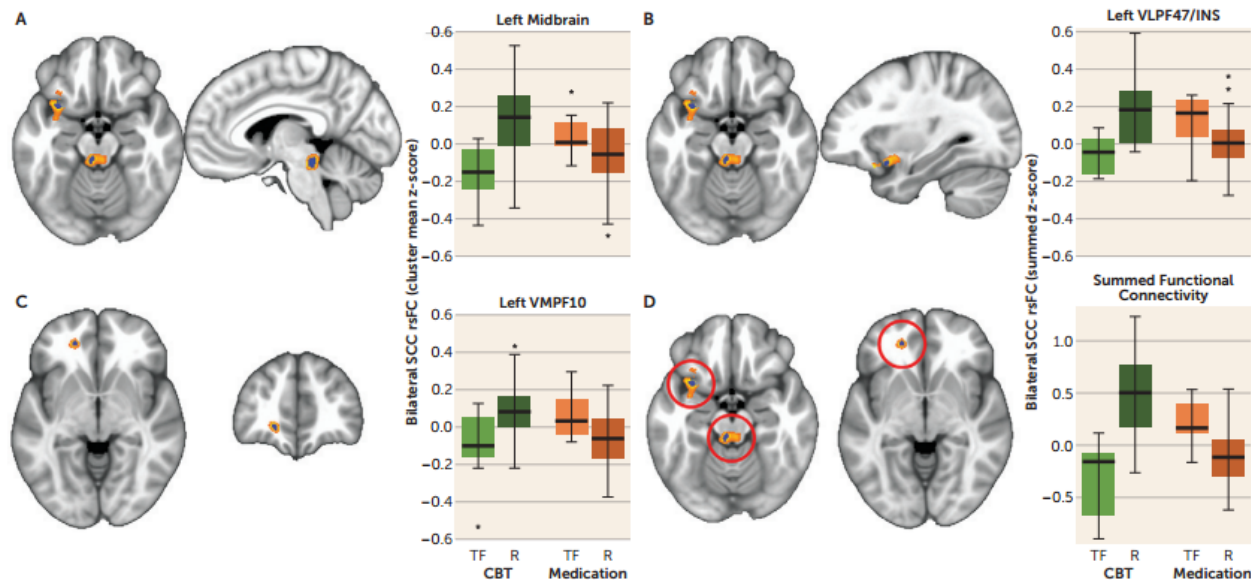 A
Left Midbrain
Bilateral SCC rsFC (cluster mean z-score)
0.6
0.4
0.2
0.0
−0.2
−0.4
−0.6
*
*
B
Left VLPF47/INS
Bilateral SCC rsFC (summed z-score)
0.6
0.4
0.2
0.0
−0.2
−0.4
−0.6
*
*
C
Left VMPF10
0.6
0.4
0.2
0.0
−0.2
−0.4
−0.6
*
*
TF R TF R
CBT Medication
D
Summed Functional
Connectivity
1.0
0.5
0.0
−0.5
TF R TF R
CBT Medication